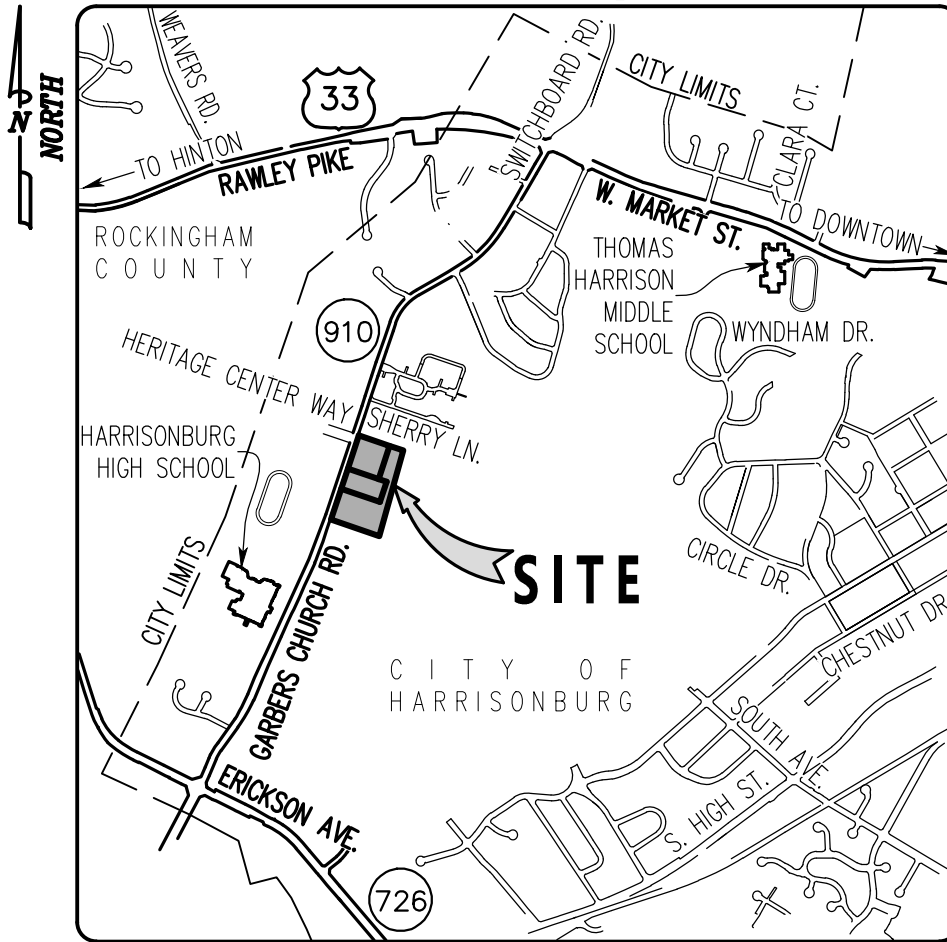 N
NORTH
WEAVERS RD.
33
SWITCHBOARD RD.
CITY LIMITS
CLARA CT.
TO HINTON
RAWLEY PIKE
W. MARKET ST.
TO DOWNTOWN
ROCKINGHAM
COUNTY
THOMAS
HARRISON
MIDDLE
SCHOOL
WYNDHAM DR.
910
HERITAGE CENTER WAY
SHERRY LN.
HARRISONBURG
HIGH SCHOOL
CITY LIMITS
GARBERS CHURCH RD.
SITE
CIRCLE DR.
CHESTNUT DR
CITY OF
HARRISONBURG
SOUTH AVE.
S. HIGH ST.
ERICKSON AVE.
726